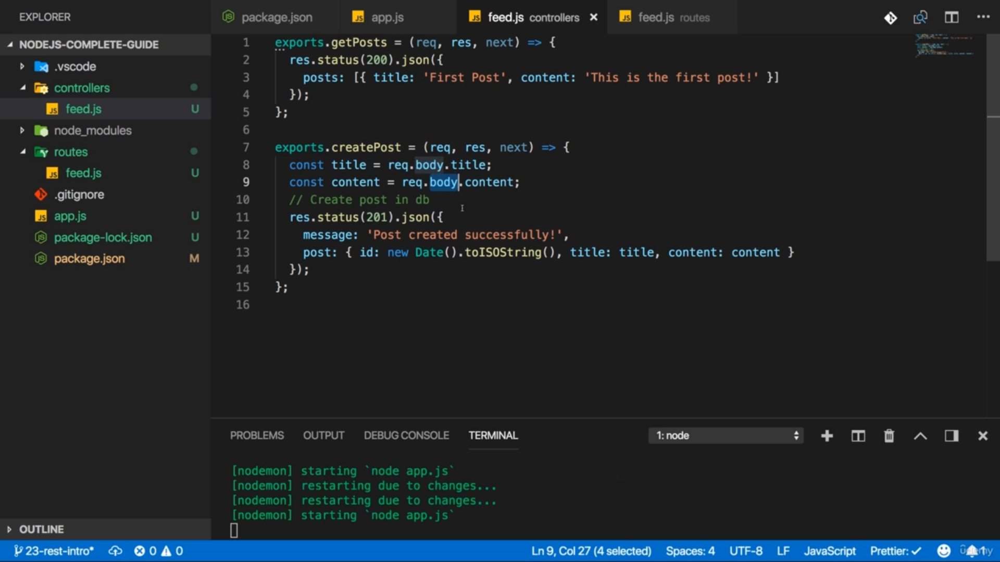 EXPLORER
NODEJS-COMPLETE-GUIDE
.vscode
controllers
feed.js U
node_modules
routes
feed.js U
.gitignore
app.js U
package-lock.json U
package.json M
OUTLINE
package.json
app.js
feed.js controllers
feed.js routes
1 exports.getPosts = (req, res, next) => {
2 res.status(200).json({
3 posts: [{ title: 'First Post', content: 'This is the first post!' }]
4 });
5 };
6
7 exports.createPost = (req, res, next) => {
8 const title = req.body.title;
9 const content = req.body.content;
10 // Create post in db
11 res.status(201).json({
12 message: 'Post created successfully!',
13 post: { id: new Date().toISOString(), title: title, content: content }
14 });
15 };
16
PROBLEMS OUTPUT DEBUG CONSOLE TERMINAL 1: node
[nodemon] starting `node app.js`
[nodemon] restarting due to changes...
[nodemon] restarting due to changes...
[nodemon] starting `node app.js`
23-rest-intro* 0 0 Ln 9, Col 27 (4 selected) Spaces: 4 UTF-8 LF JavaScript Prettier: ✓ 1
udemy